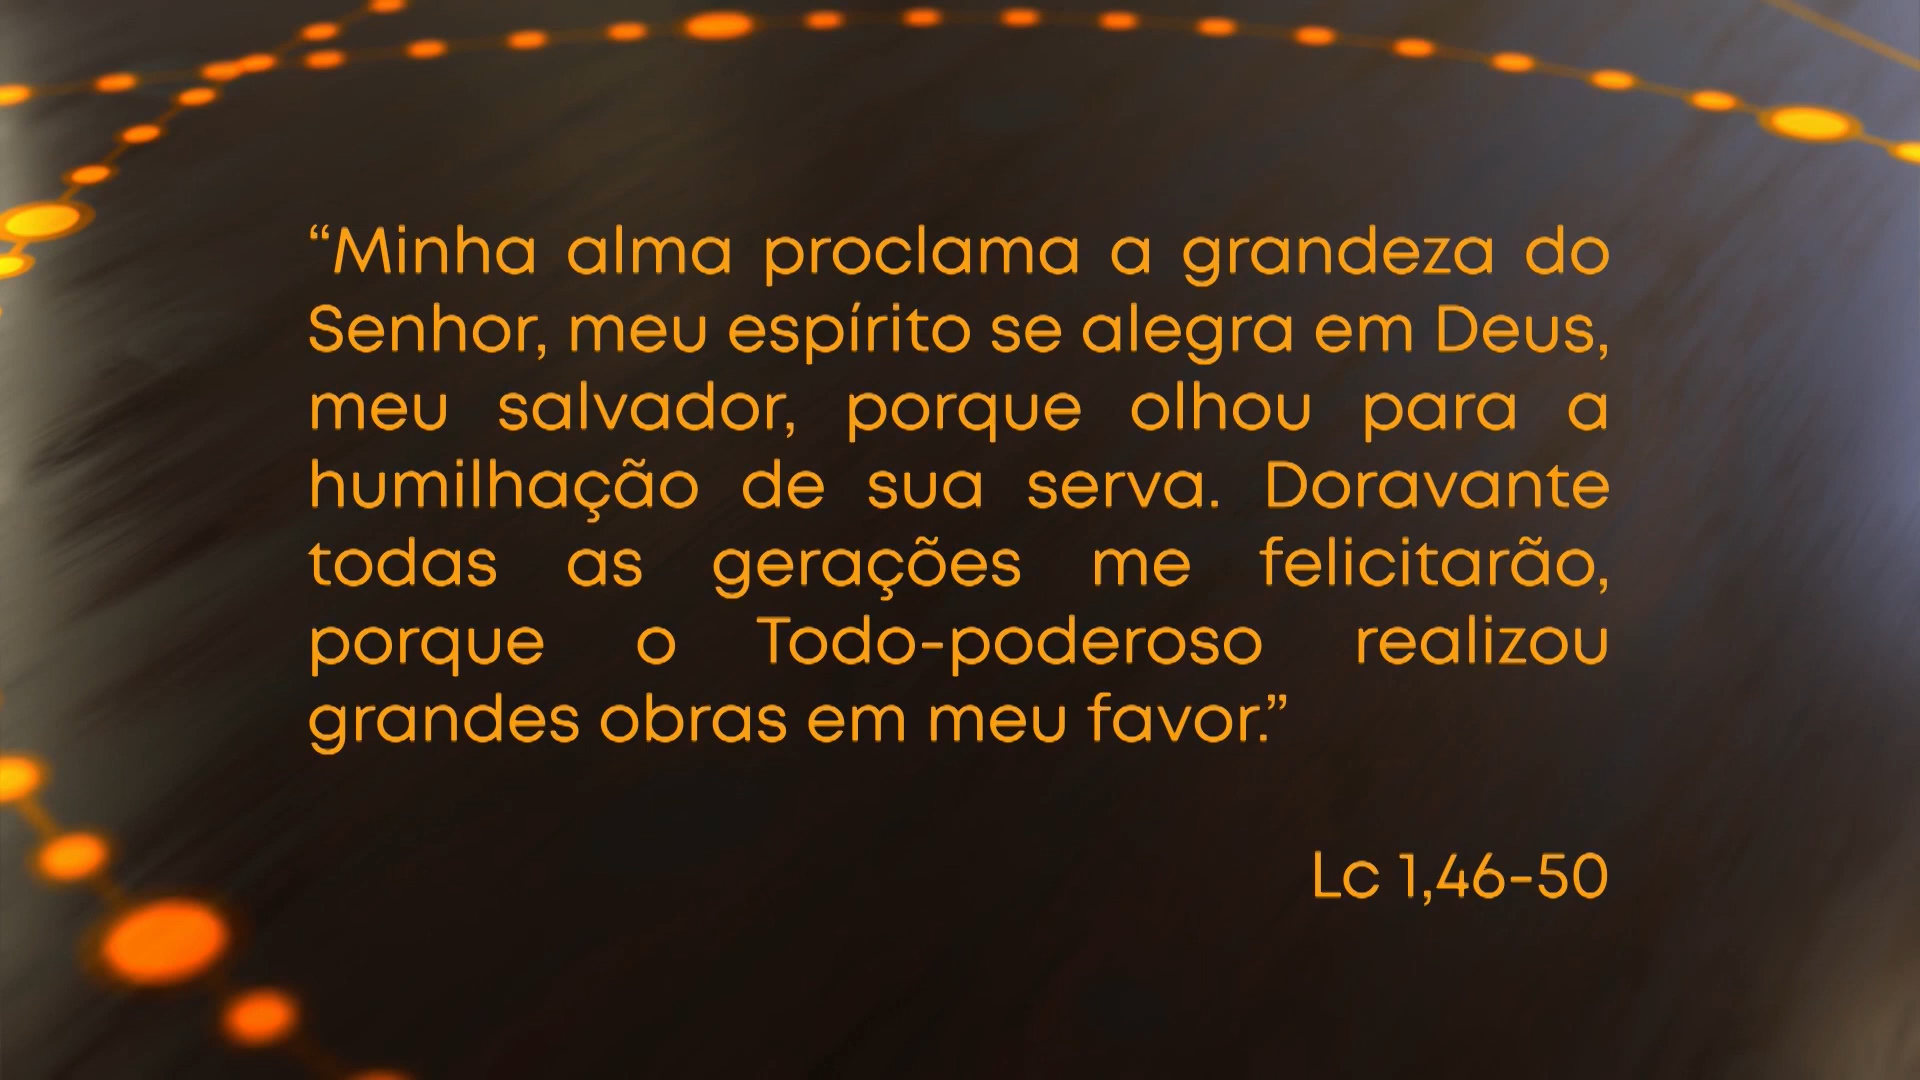 “Minha alma proclama a grandeza do
Senhor, meu espírito se alegra em Deus,
meu salvador, porque olhou para a
humilhação de sua serva. Doravante
todas as gerações me felicitarão,
porque o Todo-poderoso realizou
grandes obras em meu favor.”
Lc 1,46-50